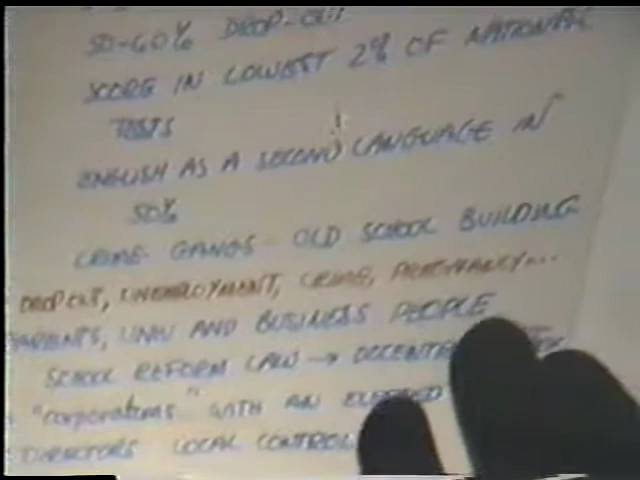 50-60% DROP-OUT
SCORE IN LOWEST 2% OF NATIONAL
TESTS
ENGLISH AS A SECOND LANGUAGE IN
50%
CRIME - GANGS - OLD SCHOOL BUILDING
DROPOUT, UNEMPLOYMENT, CRIME, PREGNANCY...
PARENTS, UNIV AND BUSINESS PEOPLE
SCHOOL REFORM LAW →
"corporations" WITH AN
DIRECTORS LOCAL CONTROL